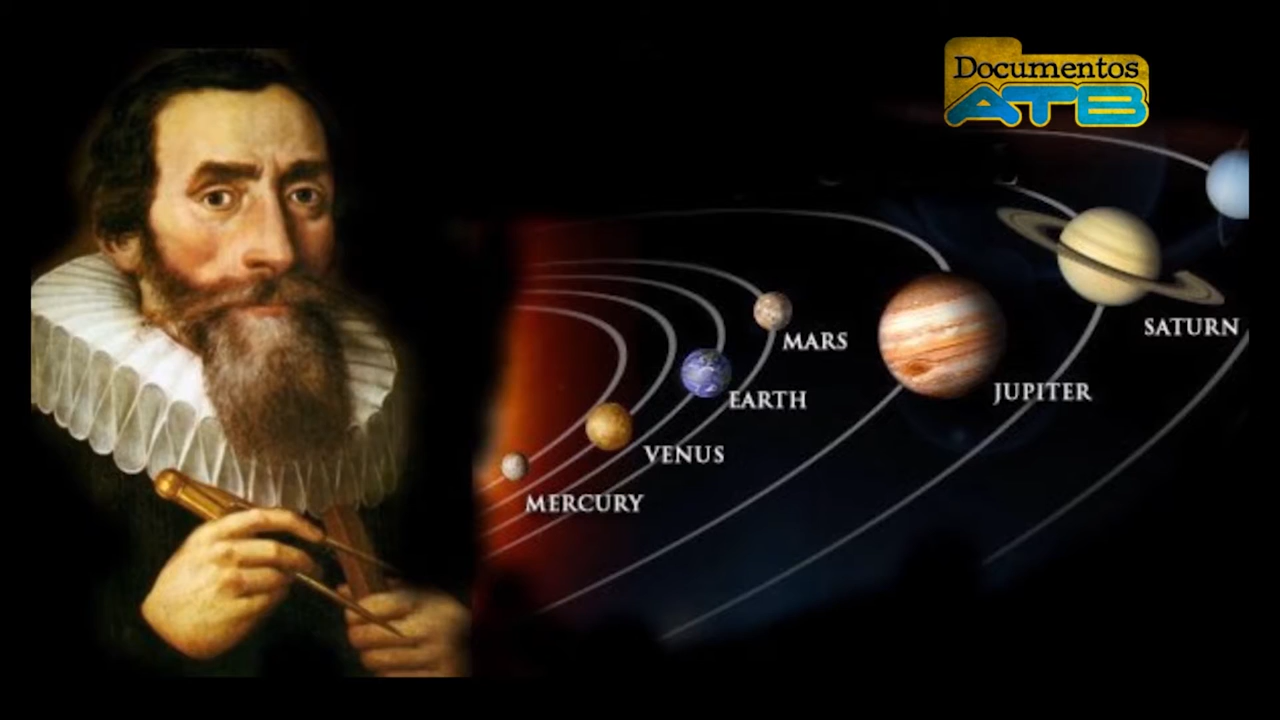 Documentos
ATB
MARS
SATURN
JUPITER
EARTH
VENUS
MERCURY